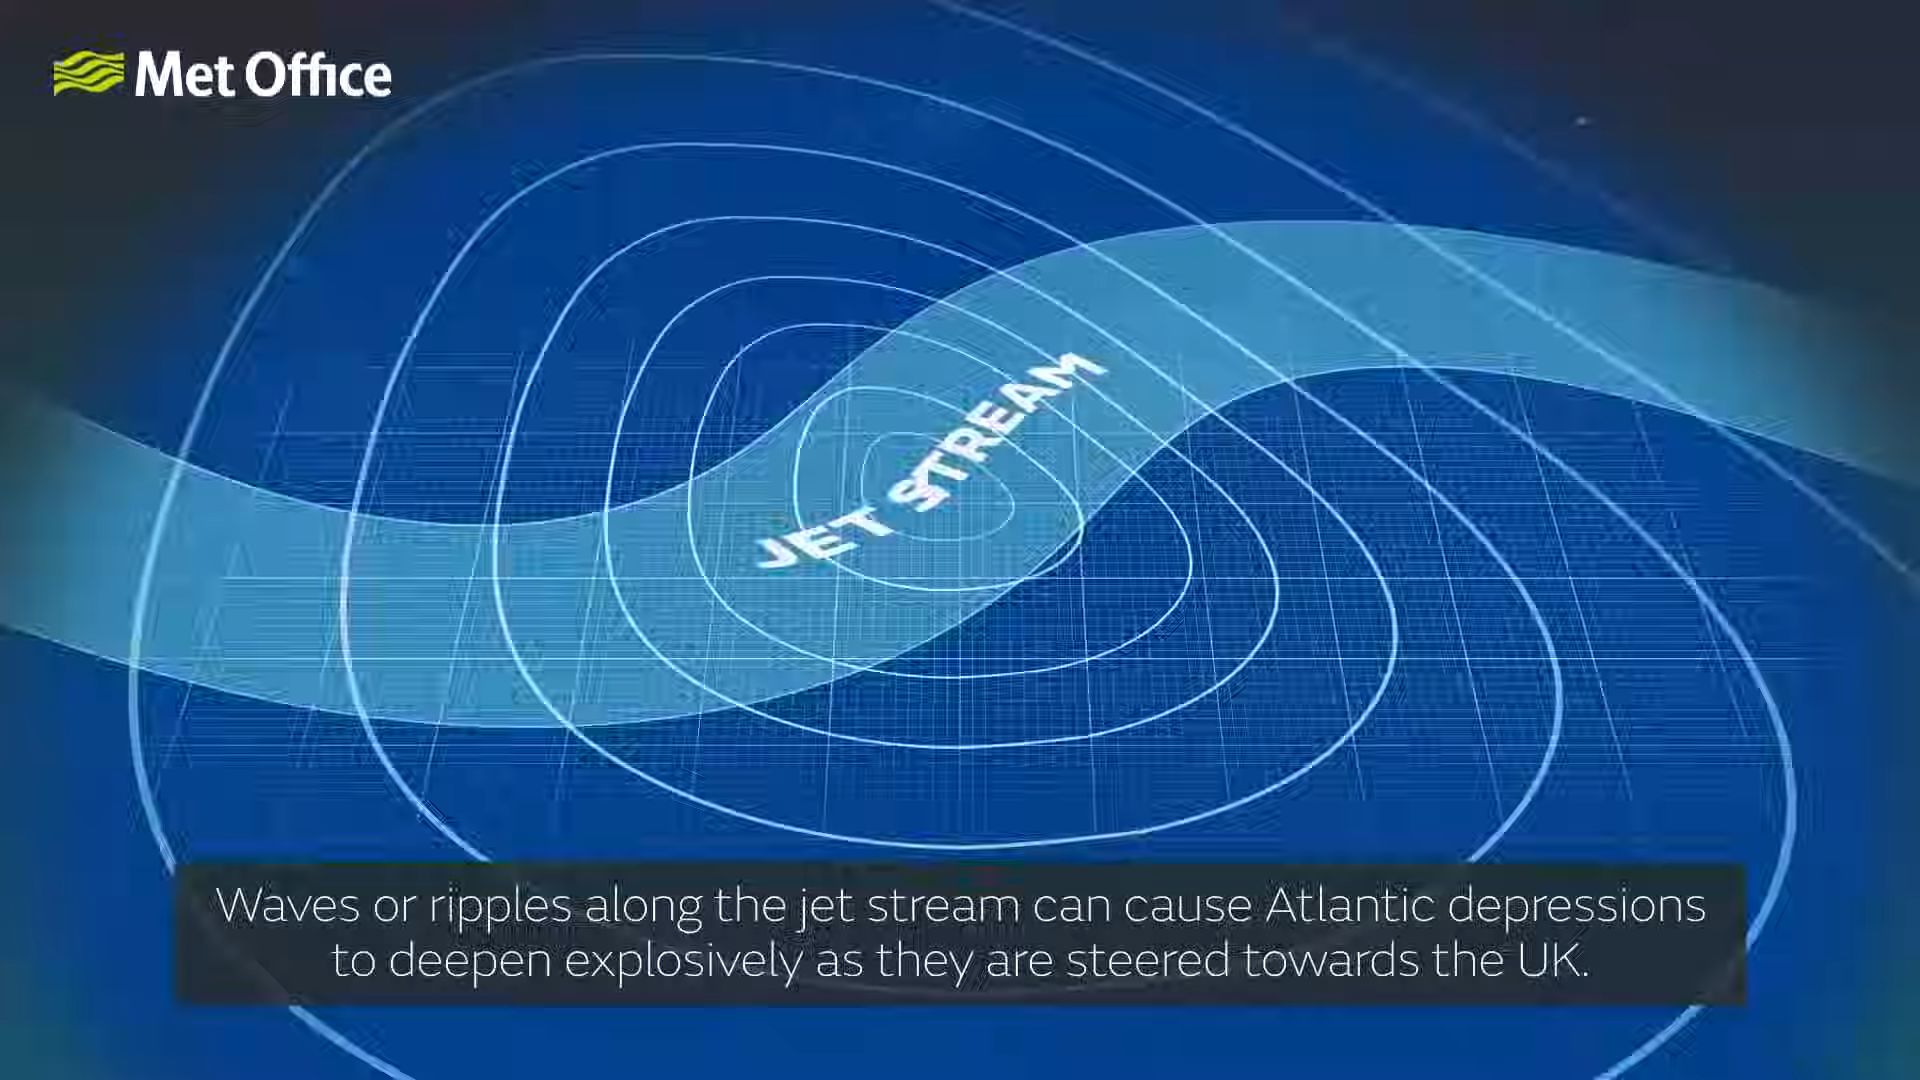 Met Office
JET STREAM
Waves or ripples along the jet stream can cause Atlantic depressions
to deepen explosively as they are steered towards the UK.